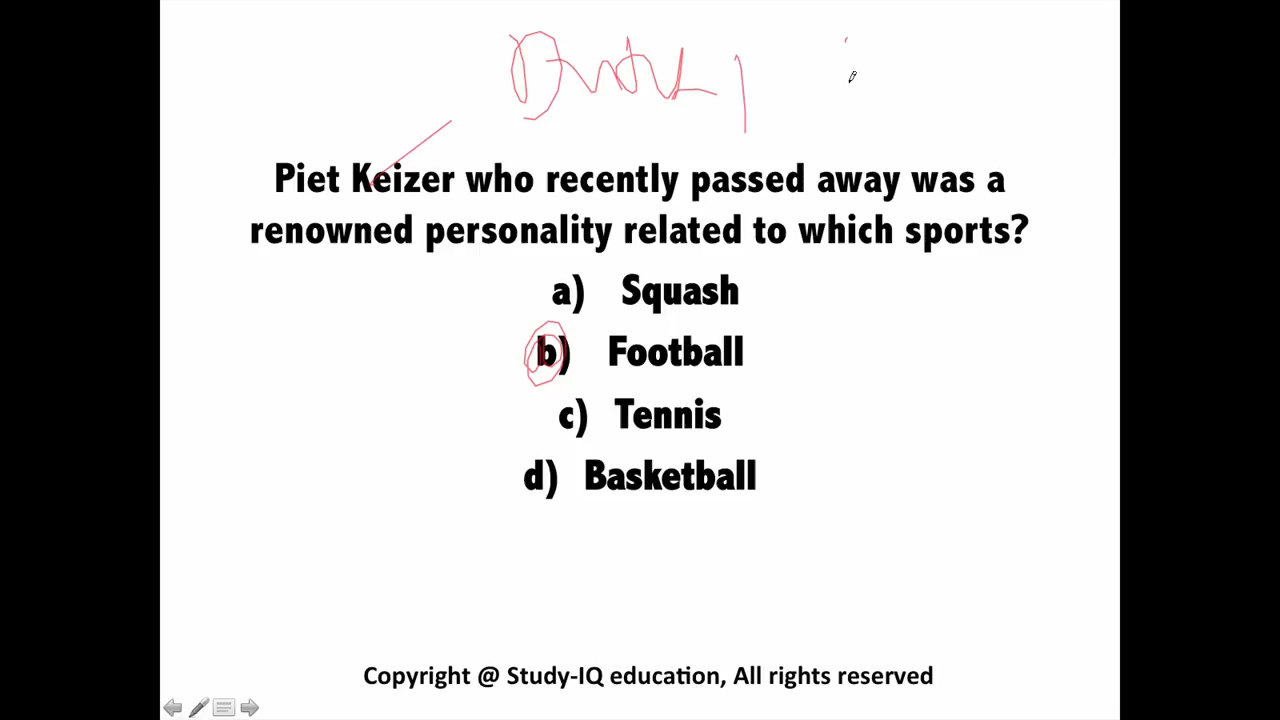 Piet Keizer who recently passed away was a
renowned personality related to which sports?
a) Squash
b) Football
c) Tennis
d) Basketball
Copyright @ Study-IQ education, All rights reserved